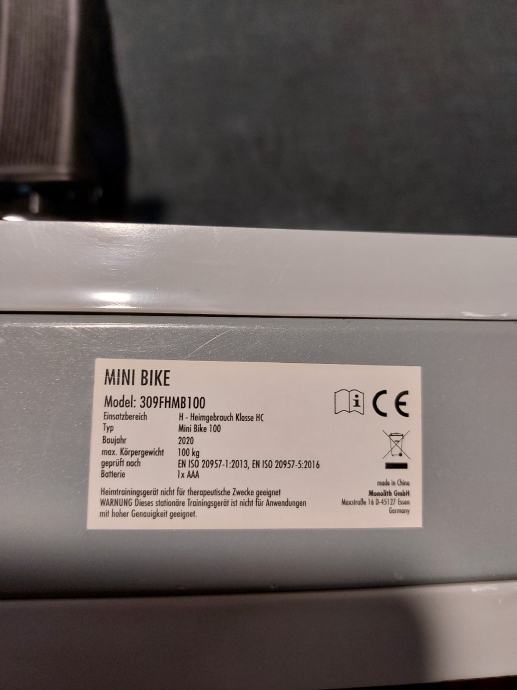 MINI BIKE
Model: 309FHMB100
Einsatzbereich H - Heimgebrauch Klasse HC
Typ Mini Bike 100
Baujahr 2020
max. Körpergewicht 100 kg
geprüft nach EN ISO 20957-1:2013, EN ISO 20957-5:2016
Batterie 1x AAA
Heimtrainingsgerät nicht für therapeutische Zwecke geeignet
WARNUNG Dieses stationäre Trainingsgerät ist nicht für Anwendungen
mit hoher Genauigkeit geeignet.
i CE
made in China
Monolith GmbH
Maxstraße 16 D-45127 Essen
Germany